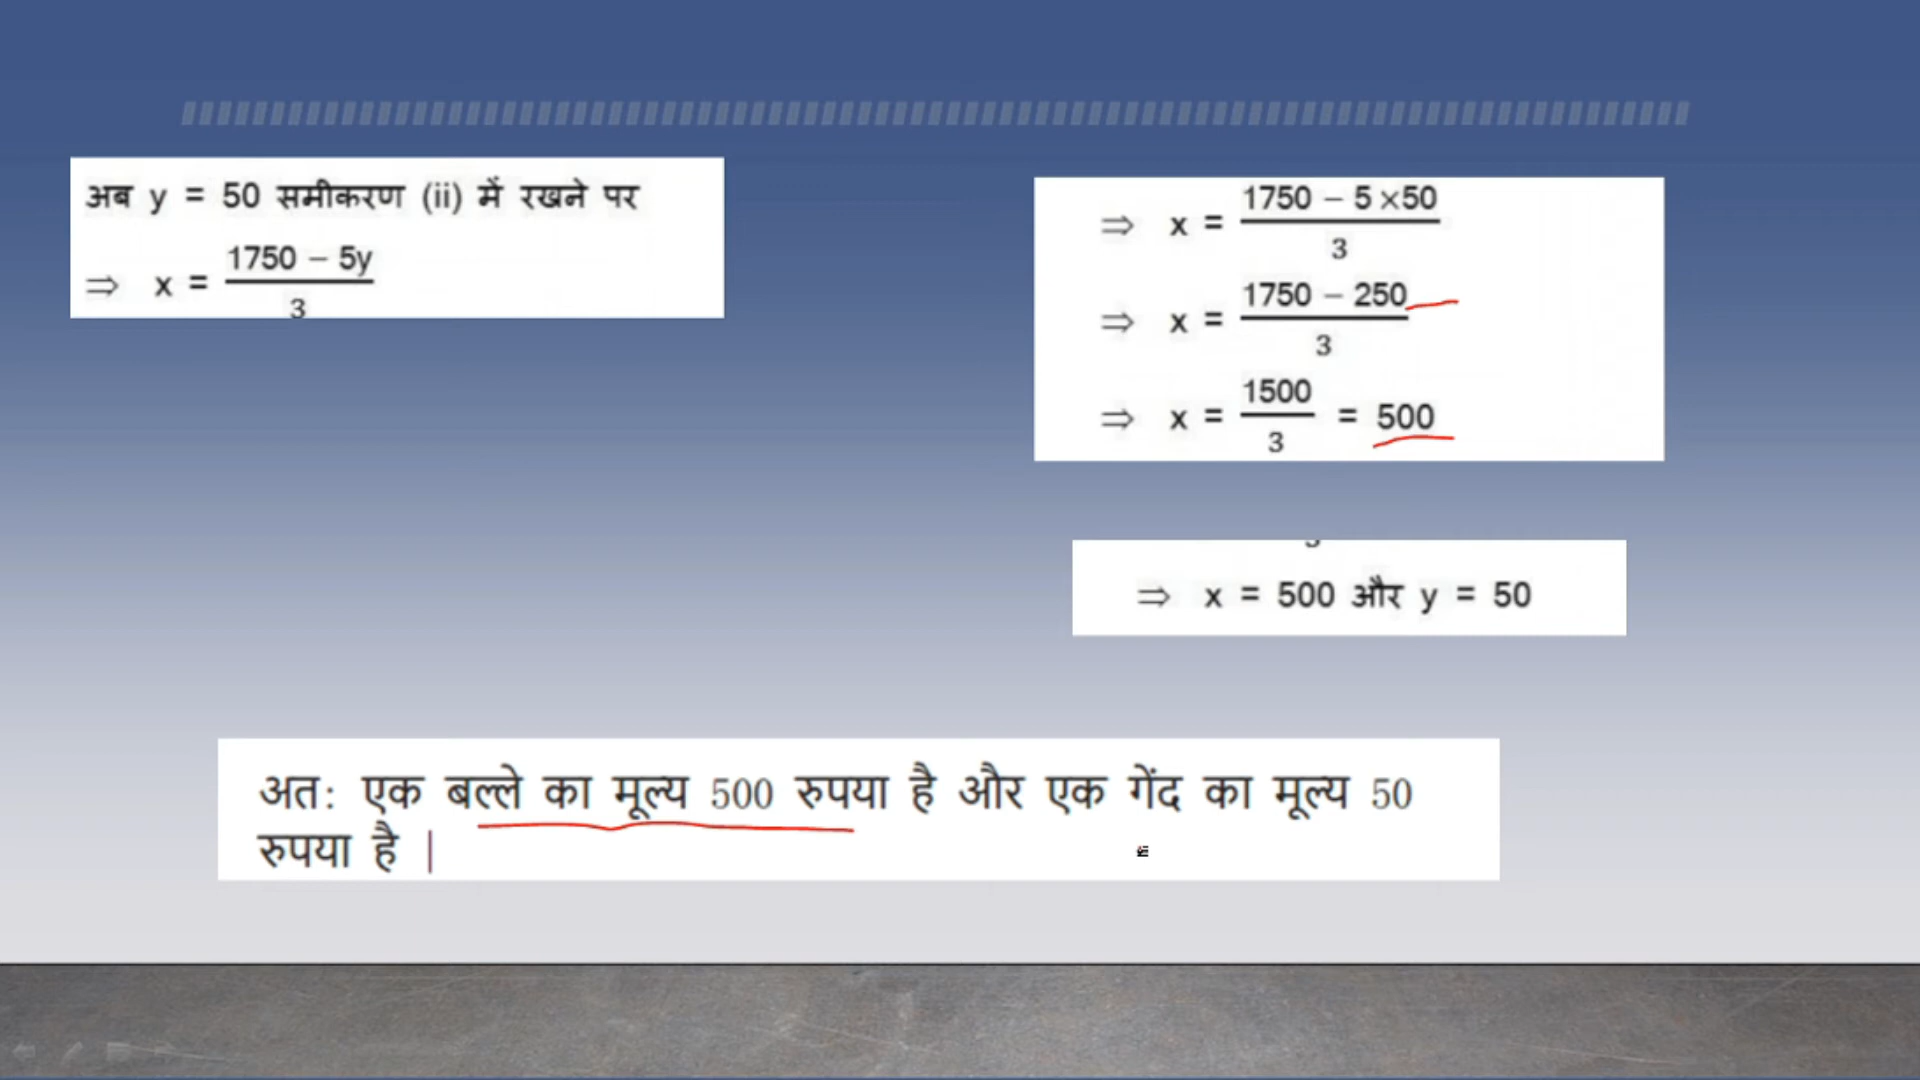 अब y = 50 समीकरण (ii) में रखने पर
⇒ x = (1750 – 5y)/3
⇒ x = (1750 – 5 ×50)/3
⇒ x = (1750 – 250)/3
⇒ x = 1500/3 = 500
⇒ x = 500 और y = 50
अत: एक बल्ले का मूल्य 500 रुपया है और एक गेंद का मूल्य 50
रुपया है |